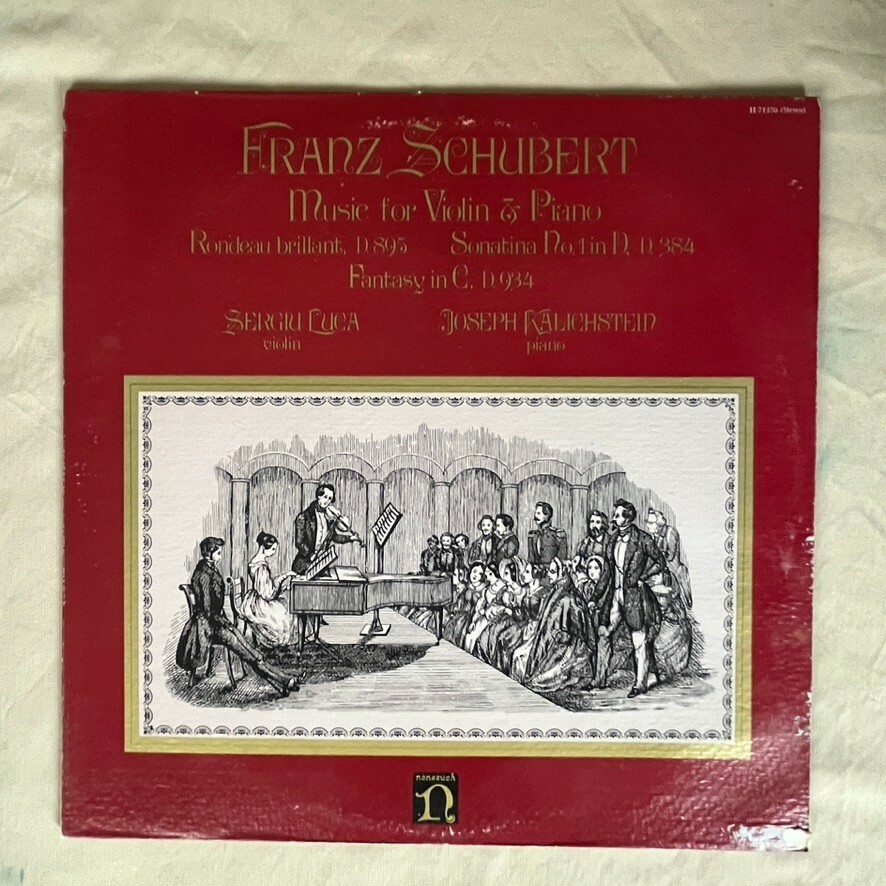 H-71370 (Stereo)
FRANZ SCHUBERT
Music for Violin & Piano
Rondeau brillant, D. 895 Sonatina No. 1 in D, D. 384
Fantasy in C, D. 934
SERGIU LUCA JOSEPH KALICHSTEIN
violin piano
nonesuch
n